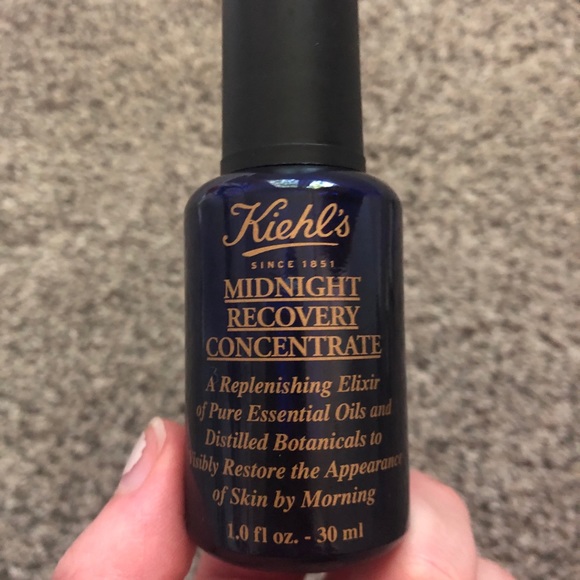 Kiehl's
SINCE 1851
MIDNIGHT
RECOVERY
CONCENTRATE
A Replenishing Elixir
of Pure Essential Oils and
Distilled Botanicals to
Visibly Restore the Appearance
of Skin by Morning
1.0 fl oz. - 30 ml